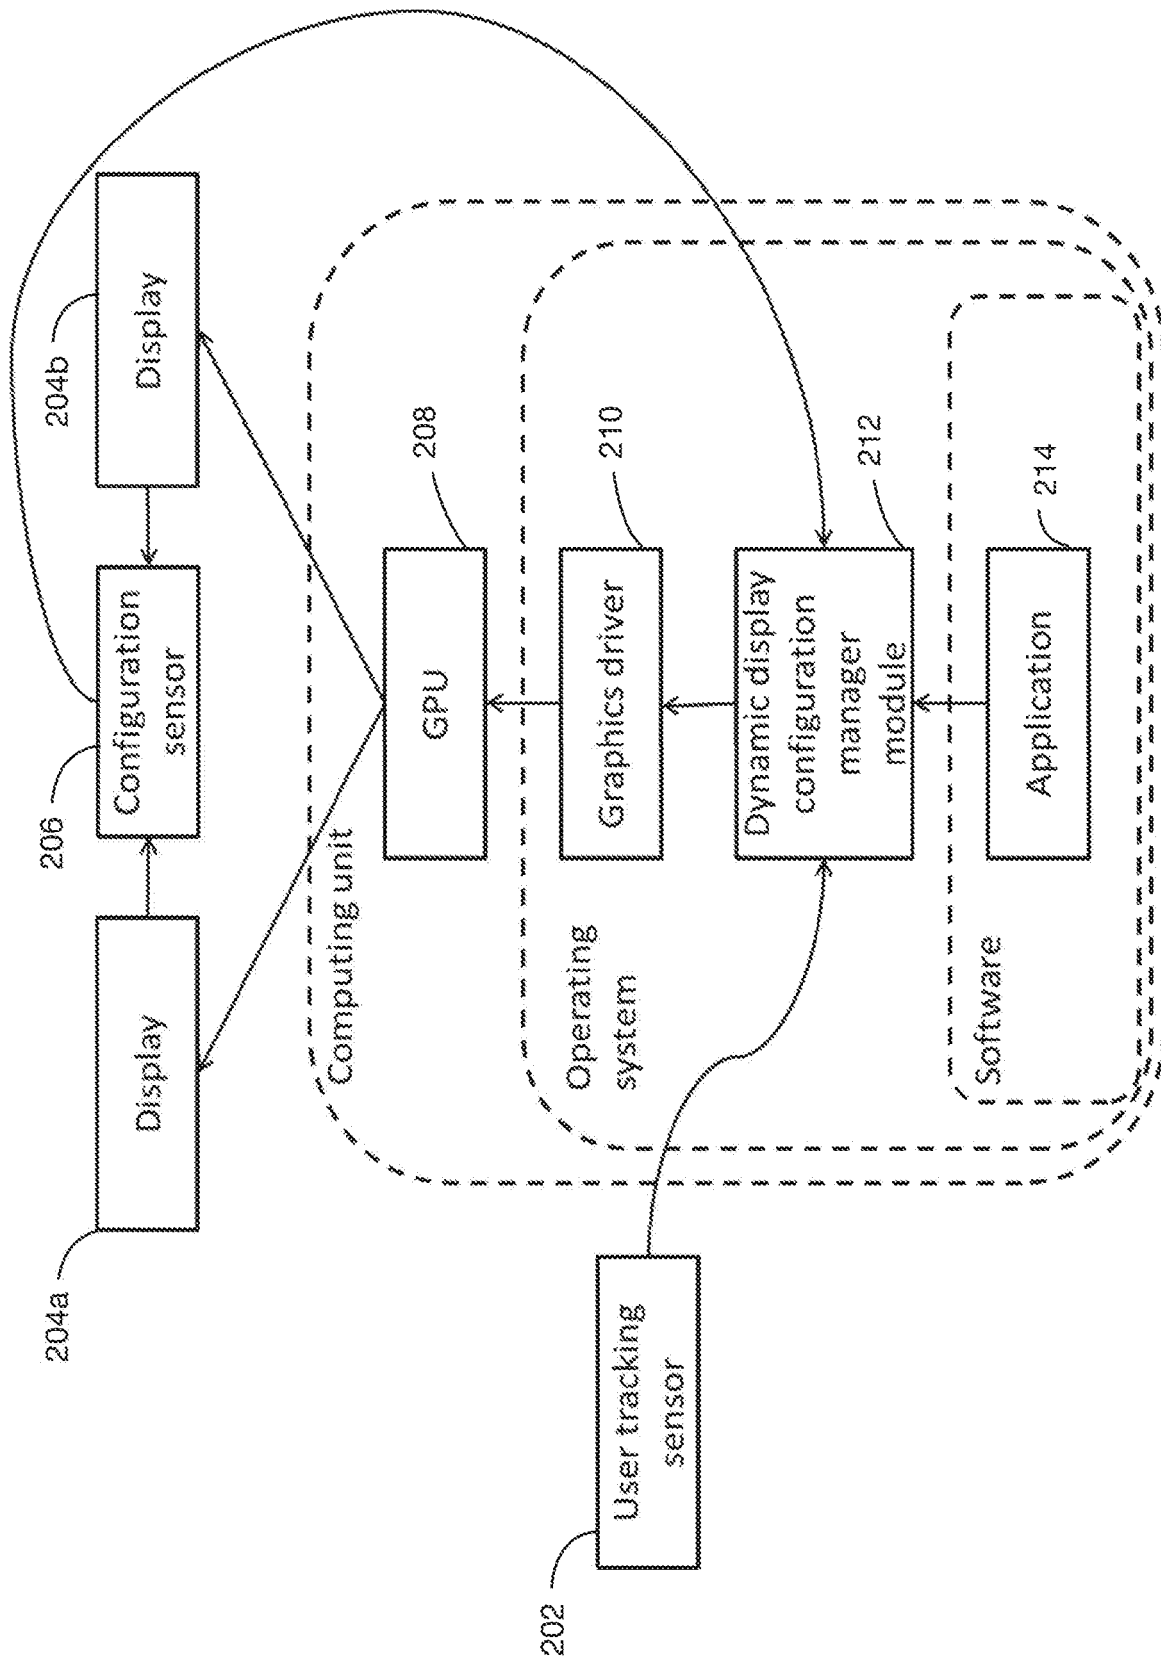 204a
Display
206
Configuration
sensor
204b
Display
Computing unit
GPU
208
Operating
system
Graphics driver
210
202
User tracking
sensor
Dynamic display
configuration
manager
module
212
Software
Application
214